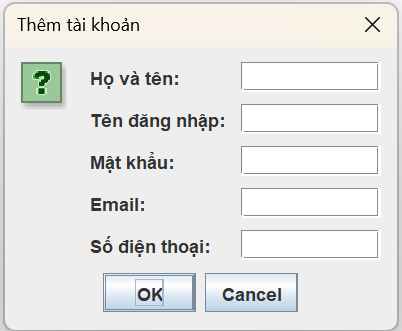 Thêm tài khoản
?
Họ và tên:
Tên đăng nhập:
Mật khẩu:
Email:
Số điện thoại:
OK Cancel